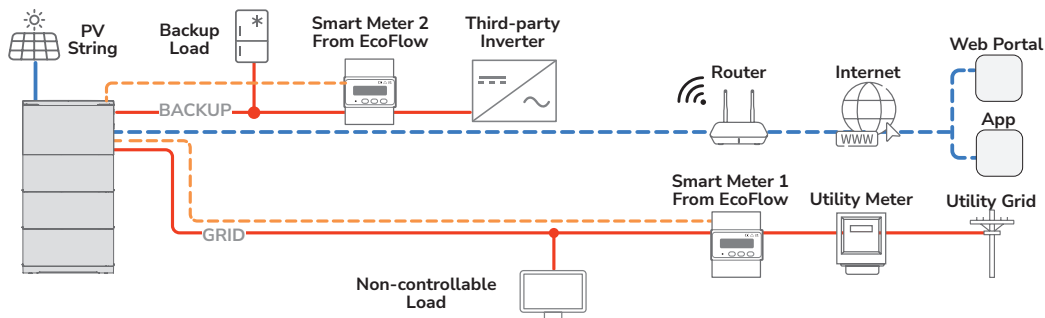 PV
String
Backup
Load
Smart Meter 2
From EcoFlow
Third-party
Inverter
BACKUP
Router
Internet
WWW
Web Portal
App
Smart Meter 1
From EcoFlow
Utility Meter
Utility Grid
GRID
Non-controllable
Load